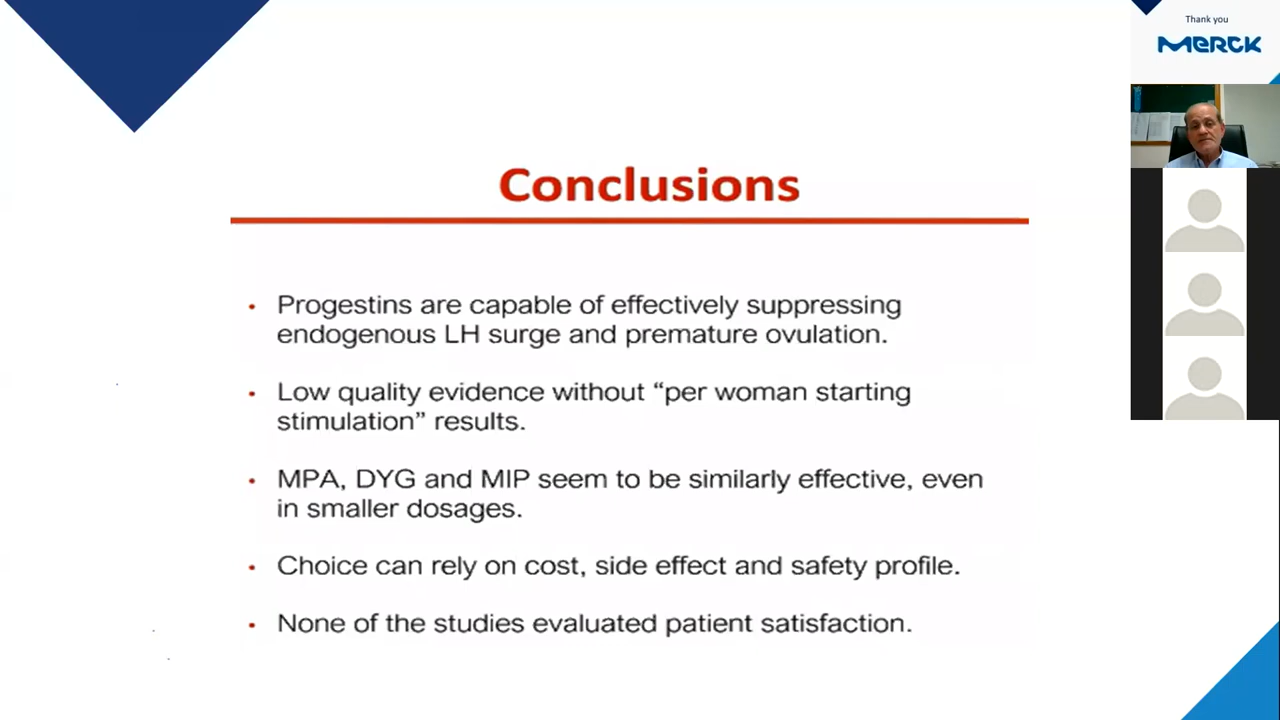 Thank you
MERCK
Conclusions
• Progestins are capable of effectively suppressing
endogenous LH surge and premature ovulation.
• Low quality evidence without “per woman starting
stimulation” results.
• MPA, DYG and MIP seem to be similarly effective, even
in smaller dosages.
• Choice can rely on cost, side effect and safety profile.
• None of the studies evaluated patient satisfaction.